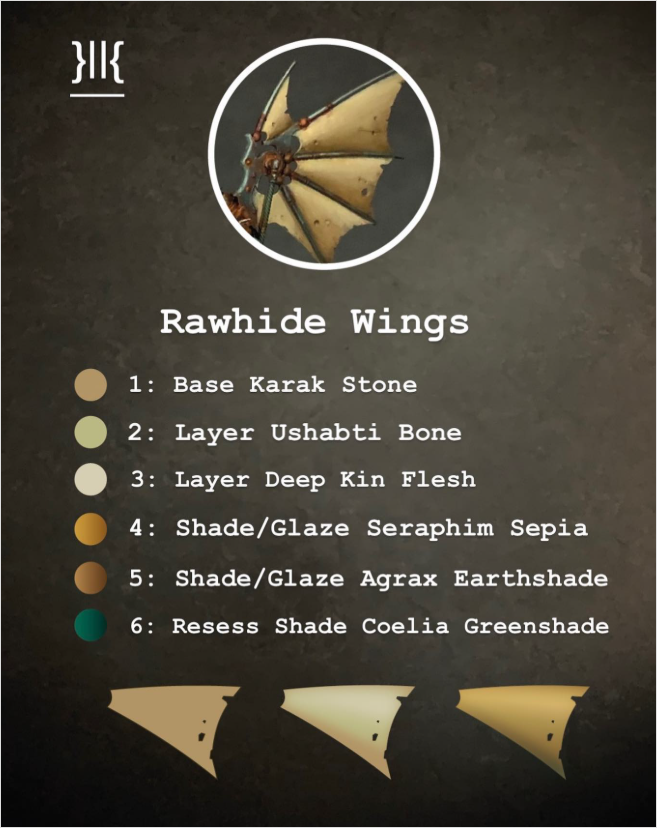 }||{
Rawhide Wings
1: Base Karak Stone
2: Layer Ushabti Bone
3: Layer Deep Kin Flesh
4: Shade/Glaze Seraphim Sepia
5: Shade/Glaze Agrax Earthshade
6: Resess Shade Coelia Greenshade